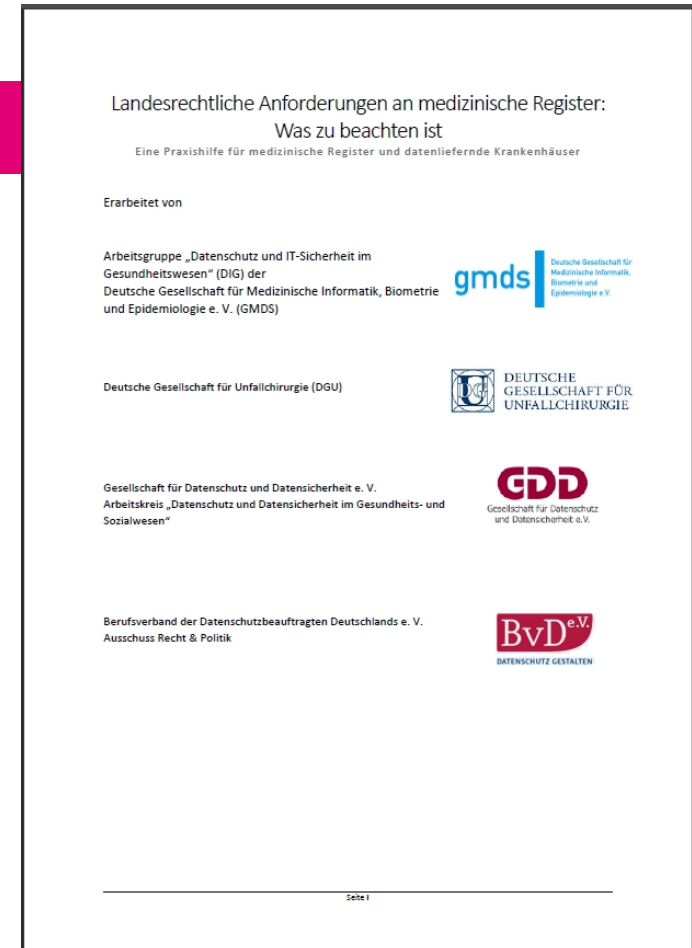 Landesrechtliche Anforderungen an medizinische Register:
Was zu beachten ist
Eine Praxishilfe für medizinische Register und datenliefernde Krankenhäuser
Erarbeitet von
Arbeitsgruppe „Datenschutz und IT-Sicherheit im
Gesundheitswesen“ (DIG) der
Deutsche Gesellschaft für Medizinische Informatik, Biometrie
und Epidemiologie e. V. (GMDS)
gmds
Deutsche Gesellschaft für
Medizinische Informatik,
Biometrie und
Epidemiologie e.V.
Deutsche Gesellschaft für Unfallchirurgie (DGU)
DGU
DEUTSCHE
GESELLSCHAFT FÜR
UNFALLCHIRURGIE
Gesellschaft für Datenschutz und Datensicherheit e. V.
Arbeitskreis „Datenschutz und Datensicherheit im Gesundheits- und
Sozialwesen“
GDD
Gesellschaft für Datenschutz
und Datensicherheit e.V.
Berufsverband der Datenschutzbeauftragten Deutschlands e. V.
Ausschuss Recht & Politik
BvD e.V.
DATENSCHUTZ GESTALTEN
Seite I